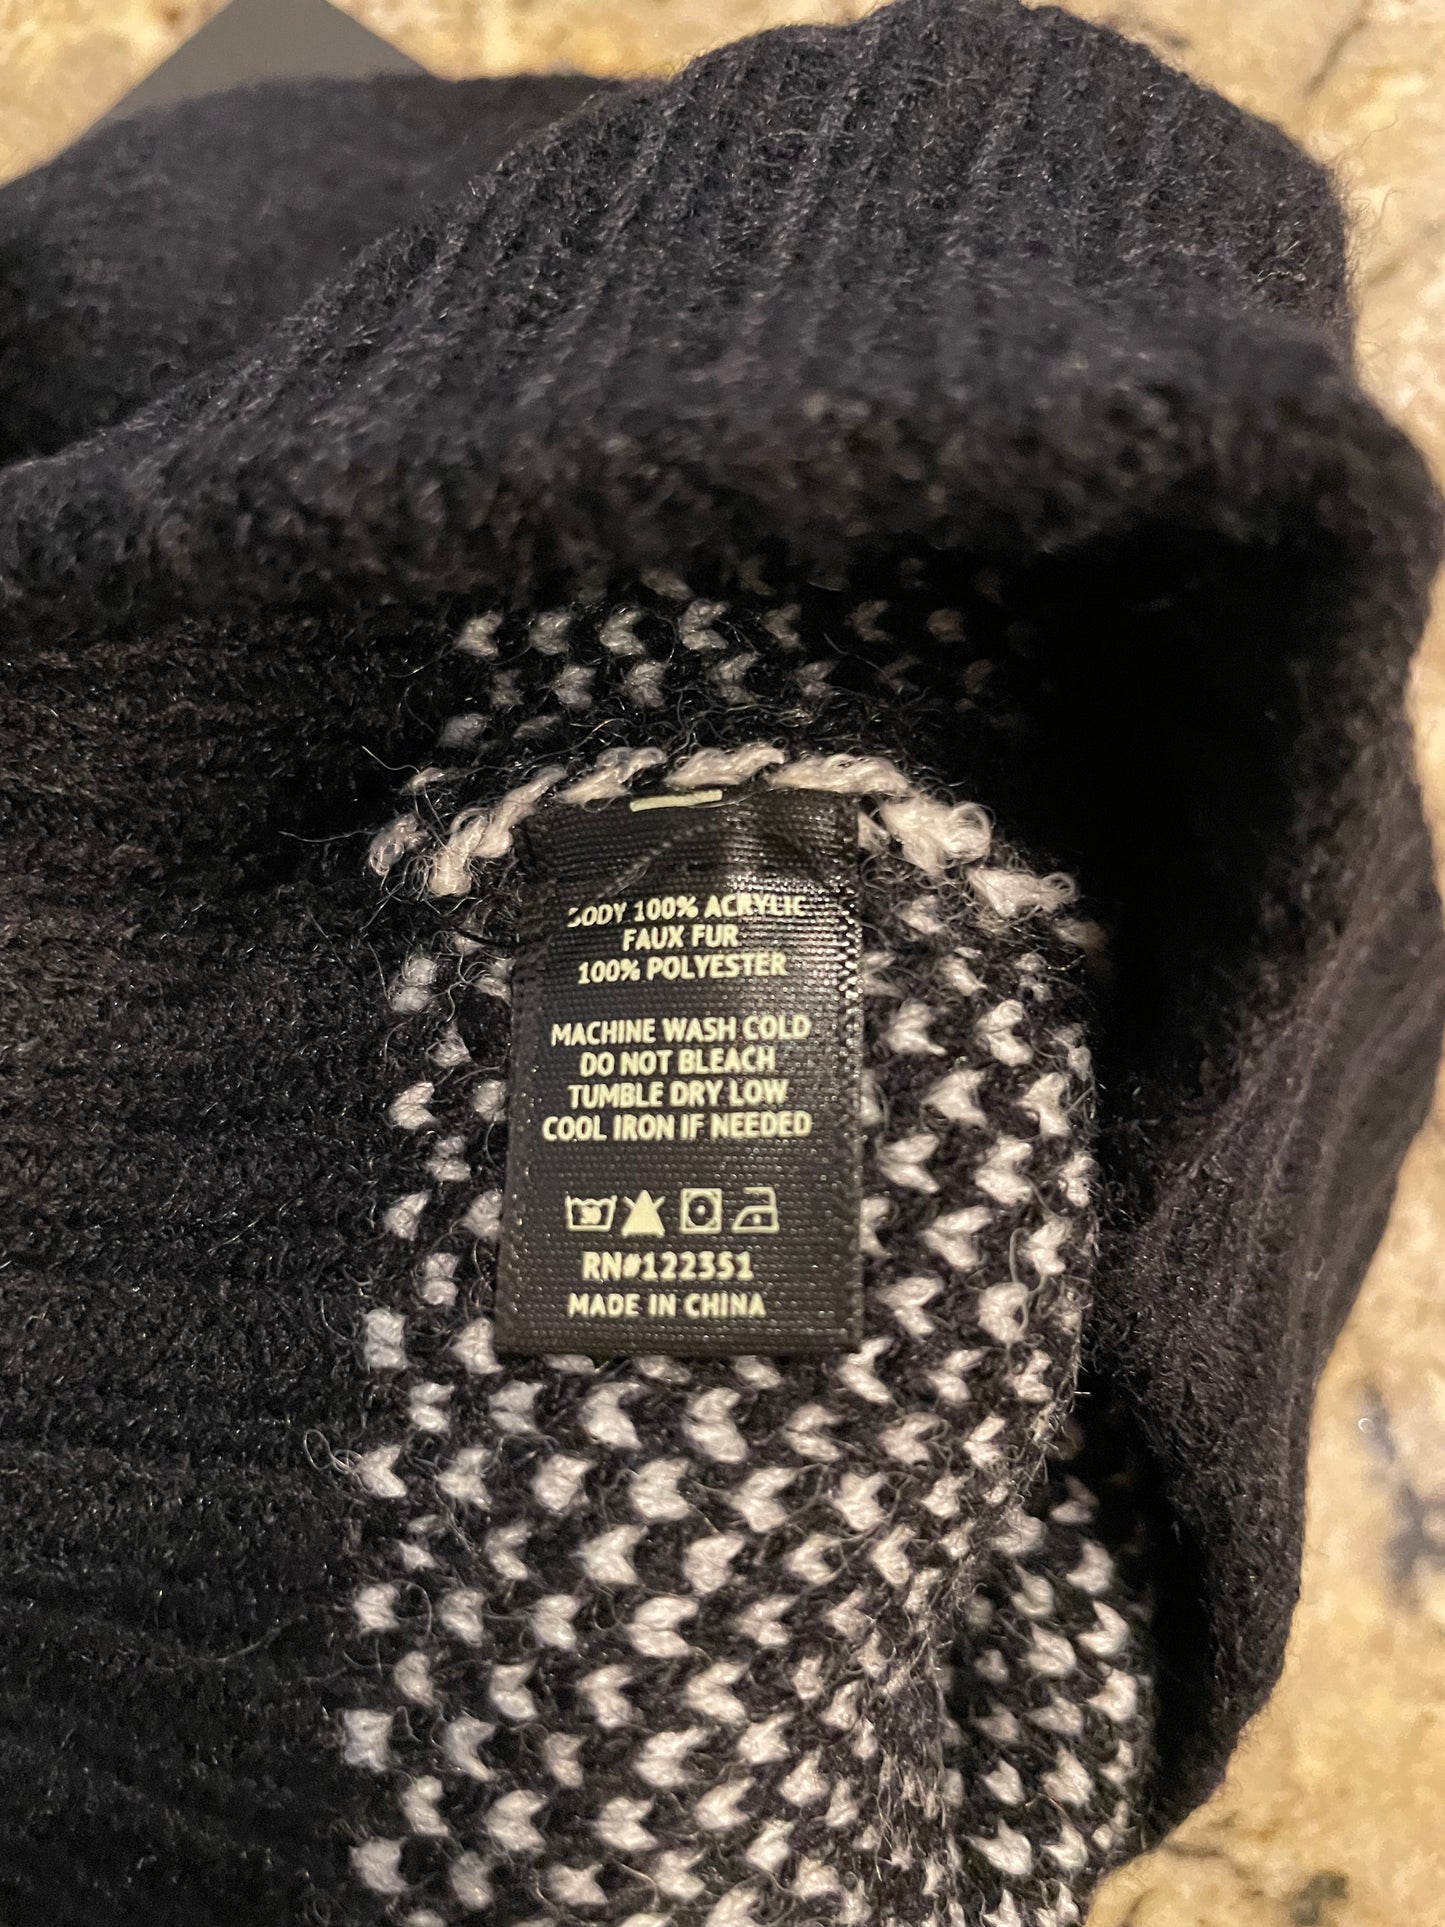 BODY 100% ACRYLIC
FAUX FUR
100% POLYESTER
MACHINE WASH COLD
DO NOT BLEACH
TUMBLE DRY LOW
COOL IRON IF NEEDED
30
RN#122351
MADE IN CHINA